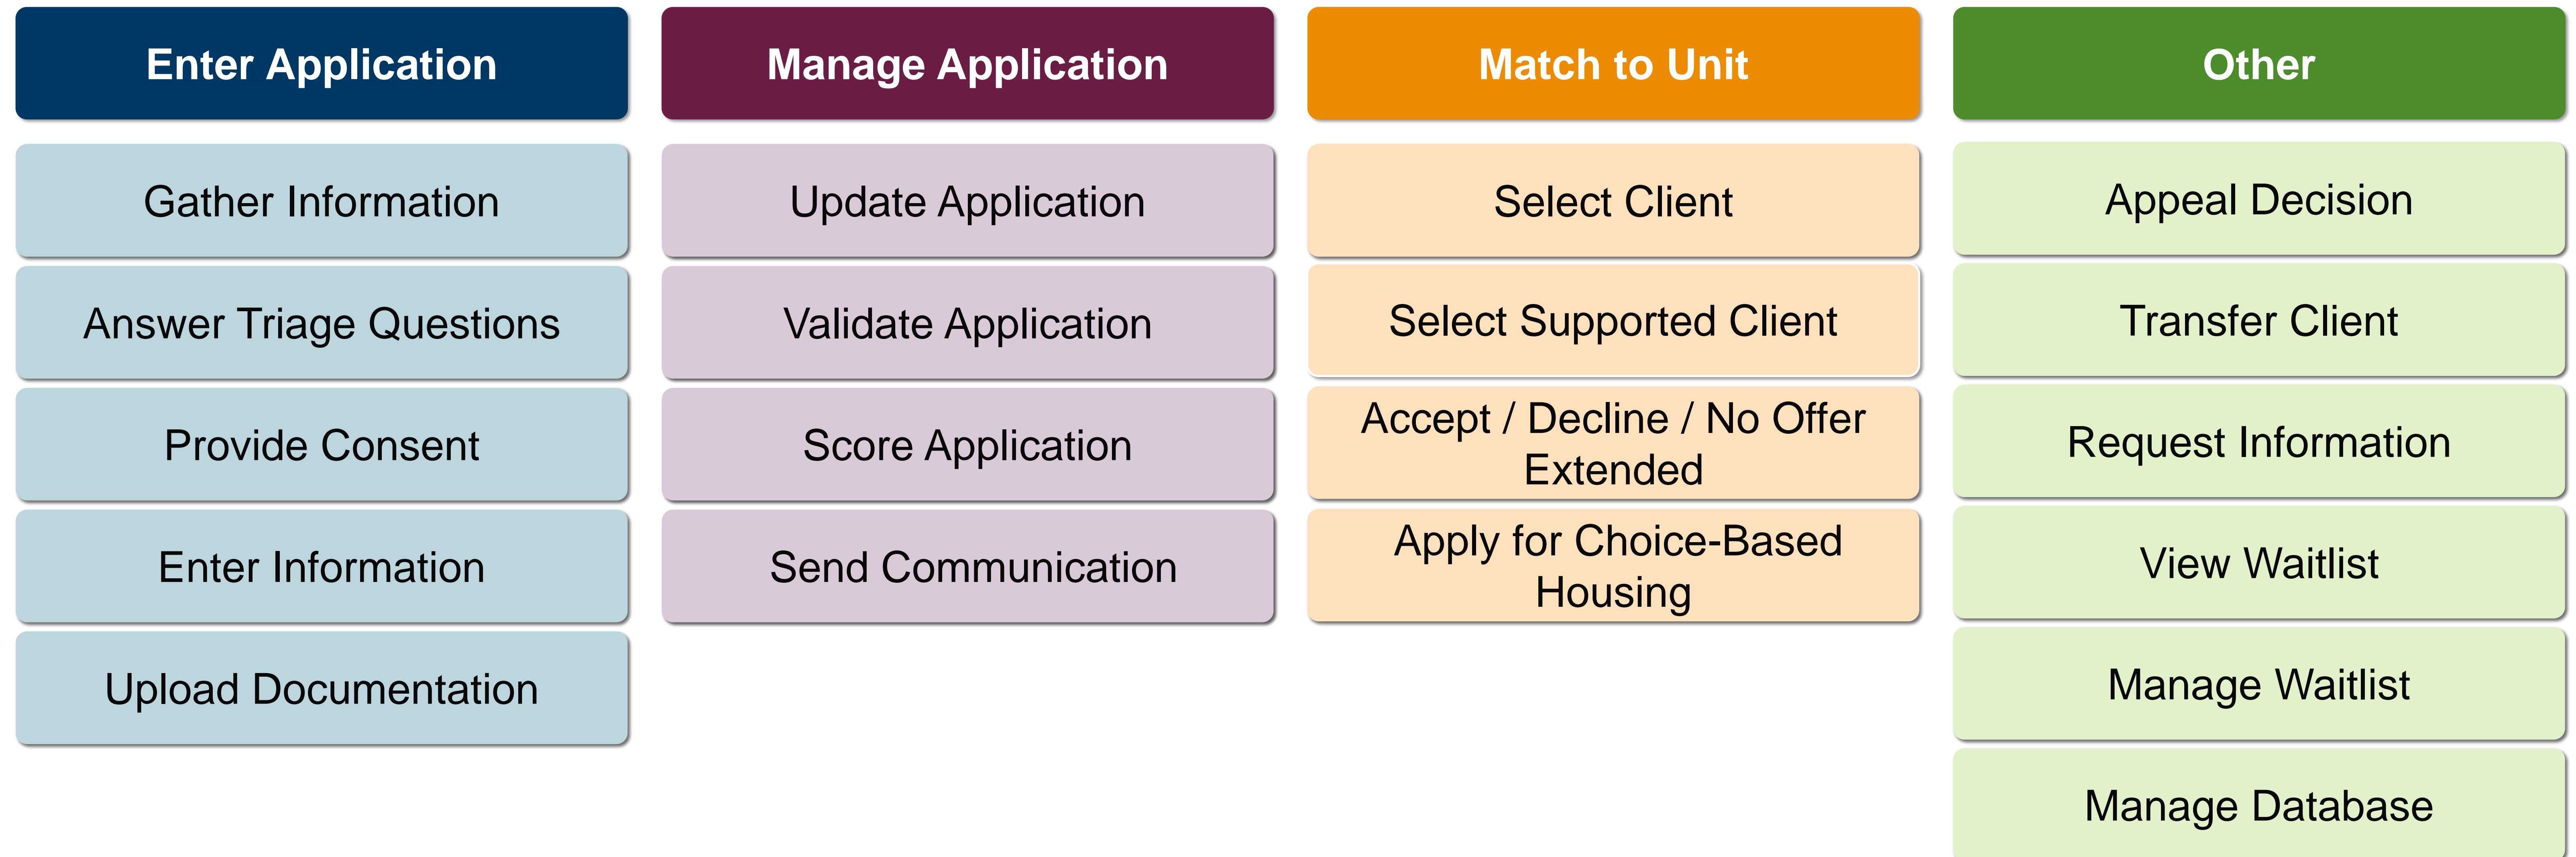 Enter Application
Gather Information
Answer Triage Questions
Provide Consent
Enter Information
Upload Documentation
Manage Application
Update Application
Validate Application
Score Application
Send Communication
Match to Unit
Select Client
Select Supported Client
Accept / Decline / No Offer
Extended
Apply for Choice-Based
Housing
Other
Appeal Decision
Transfer Client
Request Information
View Waitlist
Manage Waitlist
Manage Database